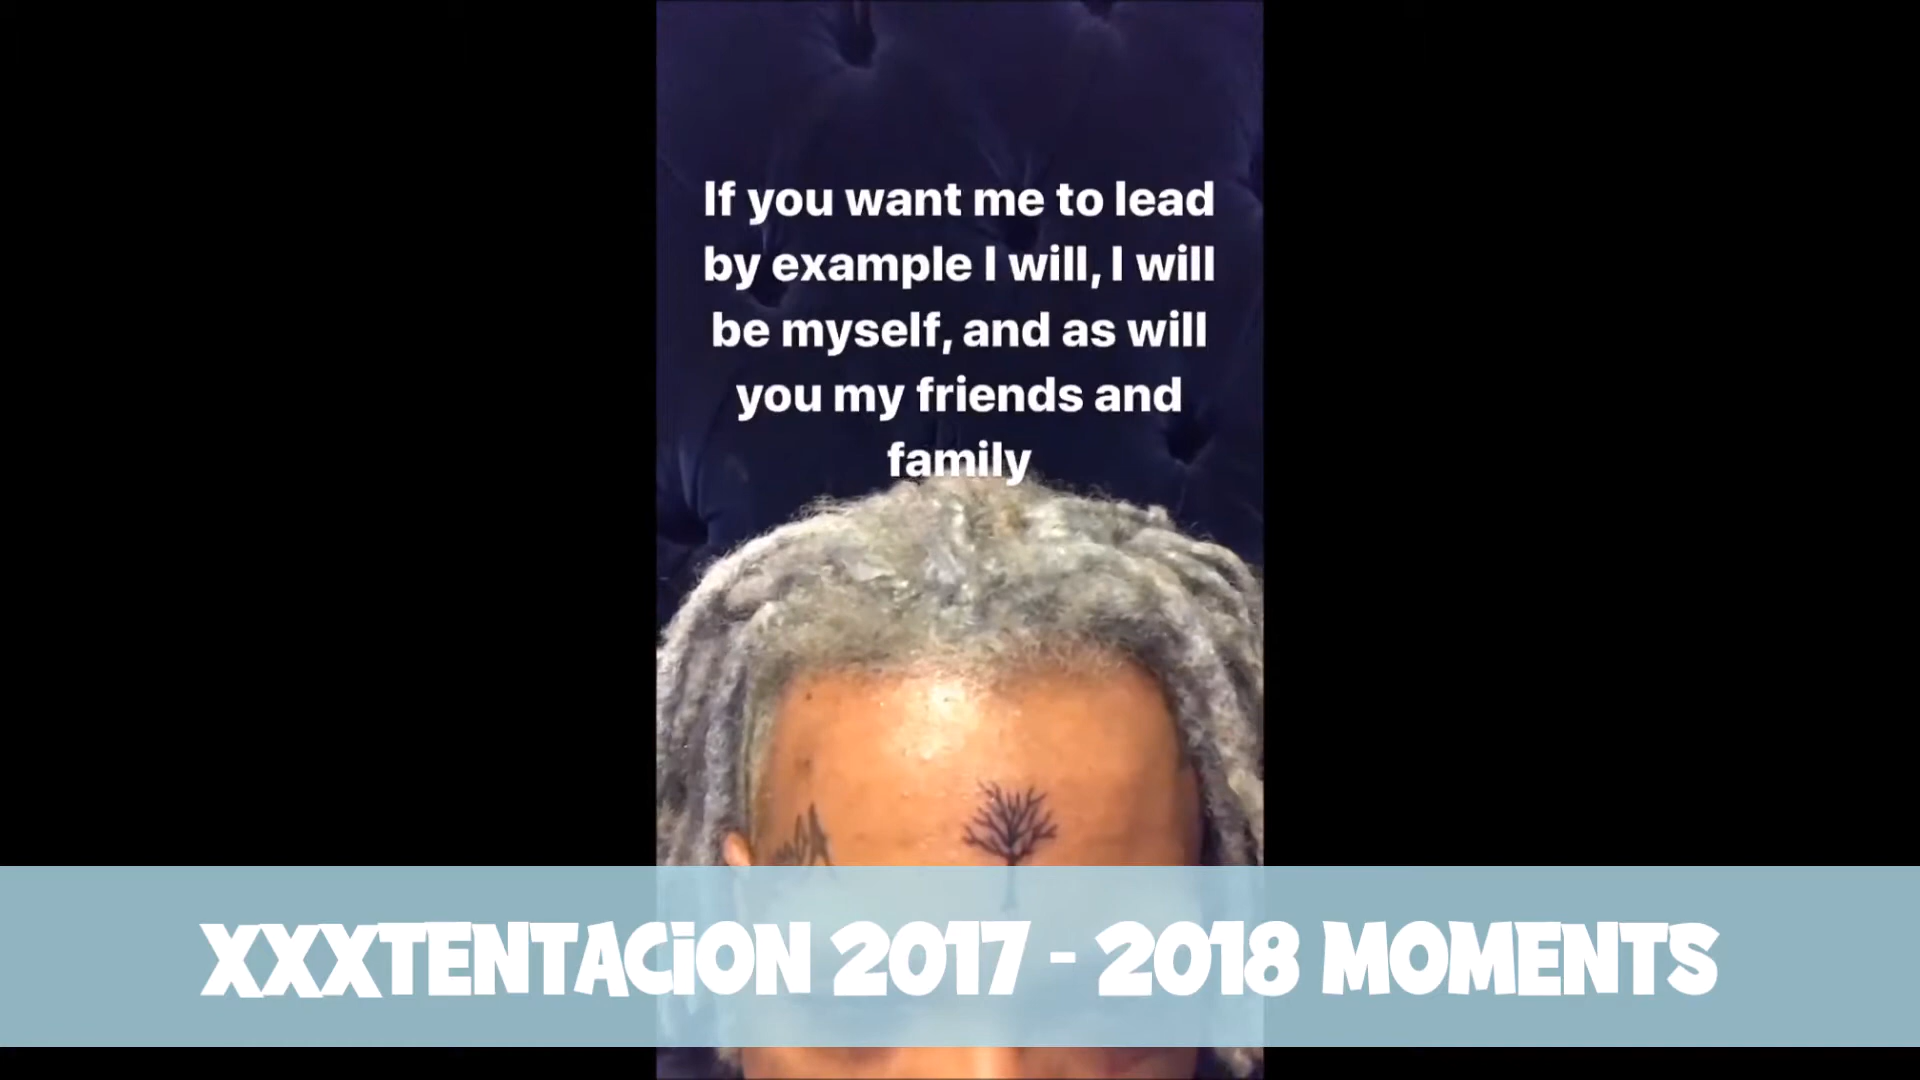 If you want me to lead
by example I will, I will
be myself, and as will
you my friends and
family
XXXTENTACiON 2017 - 2018 MOMENTS